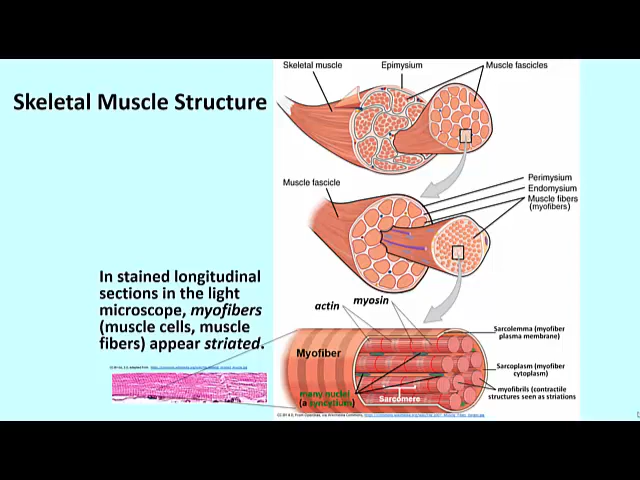 Skeletal muscle
Epimysium
Muscle fascicles
Skeletal Muscle Structure
Muscle fascicle
Perimysium
Endomysium
Muscle fibers
(myofibers)
In stained longitudinal
sections in the light
microscope, myofibers
(muscle cells, muscle
fibers) appear striated.
actin
myosin
Sarcolemma (myofiber
plasma membrane)
Myofiber
Sarcoplasm (myofiber
cytoplasm)
many nuclei
(a syncytium)
Sarcomere
myofibrils (contractile
structures seen as striations